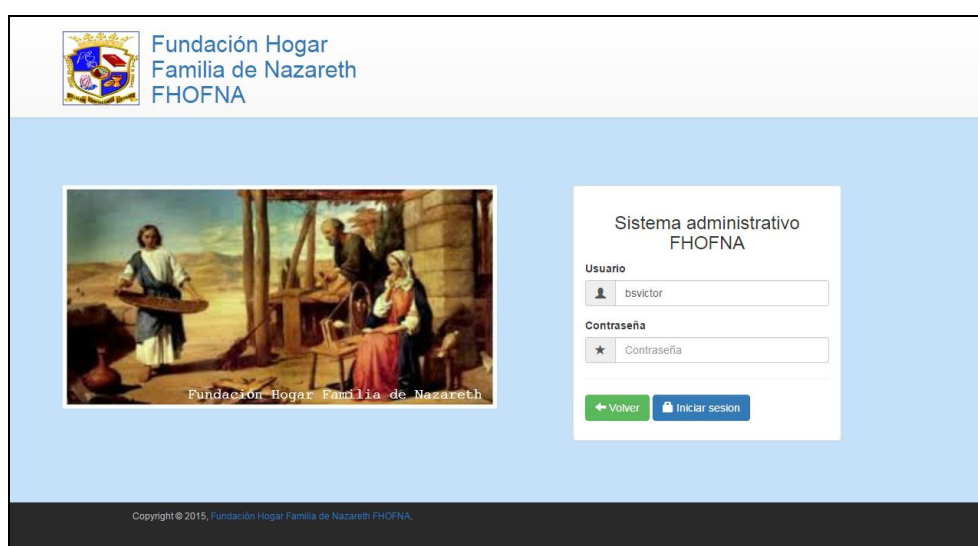 Fundación Hogar
Familia de Nazareth
FHOFNA
Fundación Hogar Familia de Nazareth
Sistema administrativo
FHOFNA
Usuario
bsvictor
Contraseña
Contraseña
Volver
Iniciar sesion
Copyright © 2015, Fundación Hogar Familia de Nazareth FHOFNA.